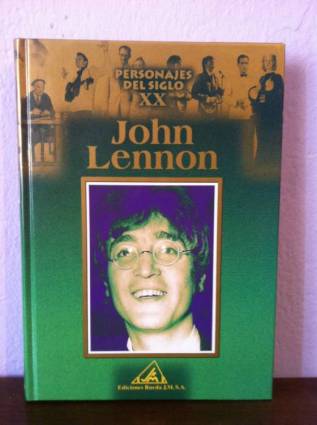 PERSONAJES
DEL SIGLO
XX
John
Lennon
Ediciones Rueda J.M. S.A.